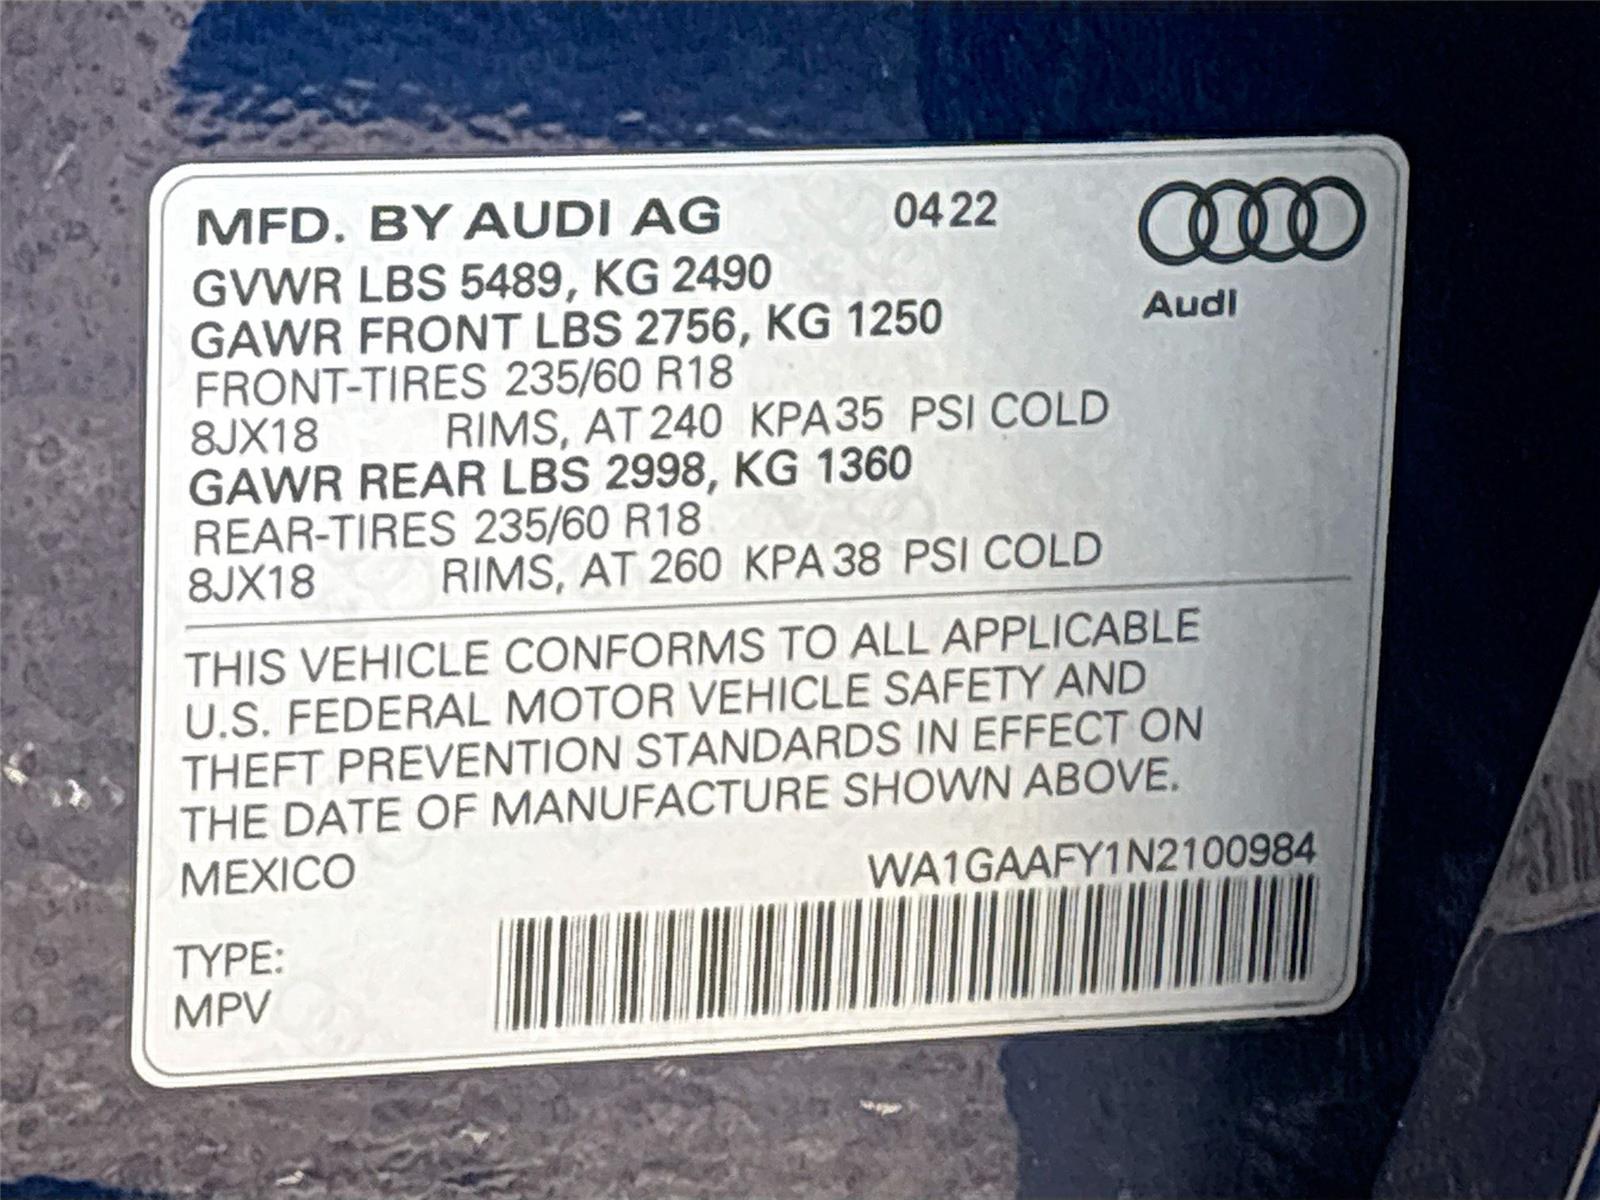 MFD. BY AUDI AG 0422
Audi
GVWR LBS 5489, KG 2490
GAWR FRONT LBS 2756, KG 1250
FRONT-TIRES 235/60 R18
8JX18 RIMS, AT 240 KPA 35 PSI COLD
GAWR REAR LBS 2998, KG 1360
REAR-TIRES 235/60 R18
8JX18 RIMS, AT 260 KPA 38 PSI COLD
THIS VEHICLE CONFORMS TO ALL APPLICABLE
U.S. FEDERAL MOTOR VEHICLE SAFETY AND
THEFT PREVENTION STANDARDS IN EFFECT ON
THE DATE OF MANUFACTURE SHOWN ABOVE.
MEXICO WA1GAAFY1N2100984
TYPE:
MPV